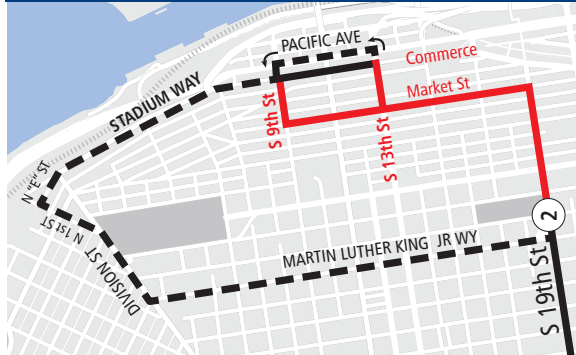 PACIFIC AVE
Commerce
STADIUM WAY
Market St
S 9th St
S 13th St
N "E" ST
N 1st ST
DIVISION ST
MARTIN LUTHER KING JR WY
2
S 19th St